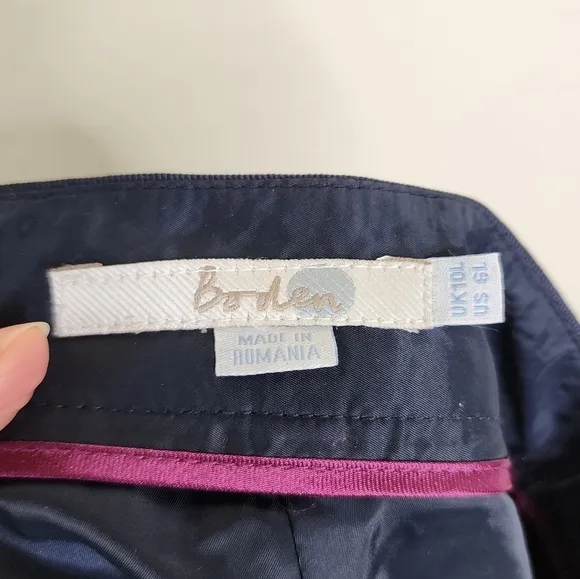 Boden
UK10L
US 6L
MADE IN
ROMANIA